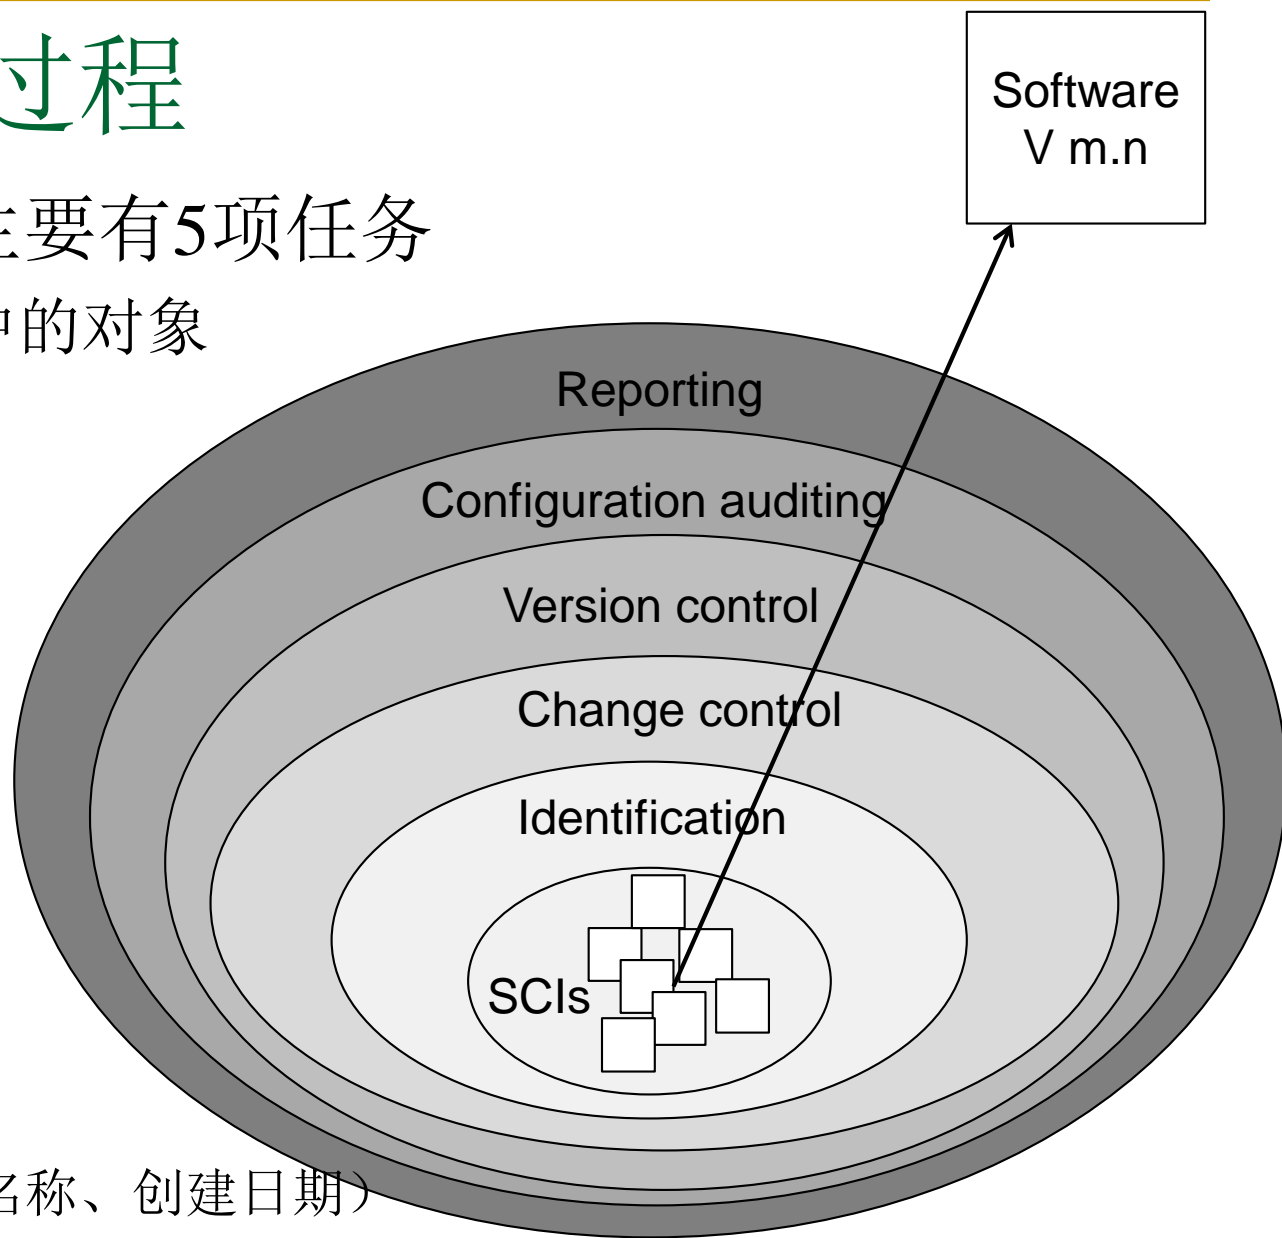 过程
Software
V m.n
主要有5项任务
中的对象
Reporting
Configuration auditing
Version control
Change control
Identification
SCIs
名称、创建日期）